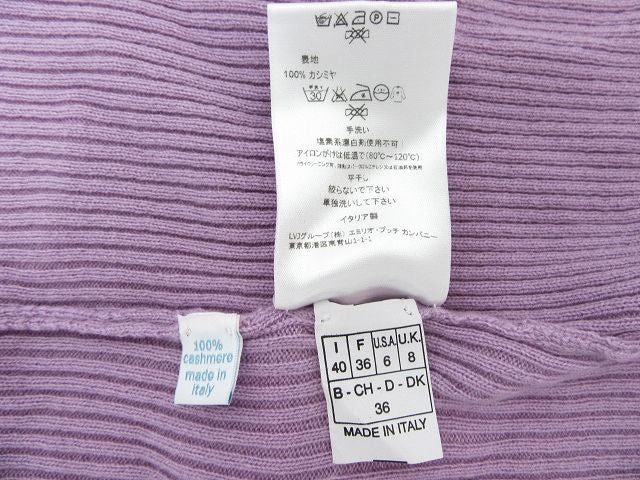 裏地
100% カシミヤ
30
手洗い
塩素系漂白剤使用不可
アイロンがけは低温で(80℃~120℃)
平干し
絞らないで下さい
単独洗いして下さい
イタリア製
LVJグループ(株) エミリオ・プッチ カンパニー
東京都港区南青山1-1-1
100%
cashmere
made in
italy
I F U.S.A. U.K.
40 36 6 8
B - CH - D - DK
36
MADE IN ITALY